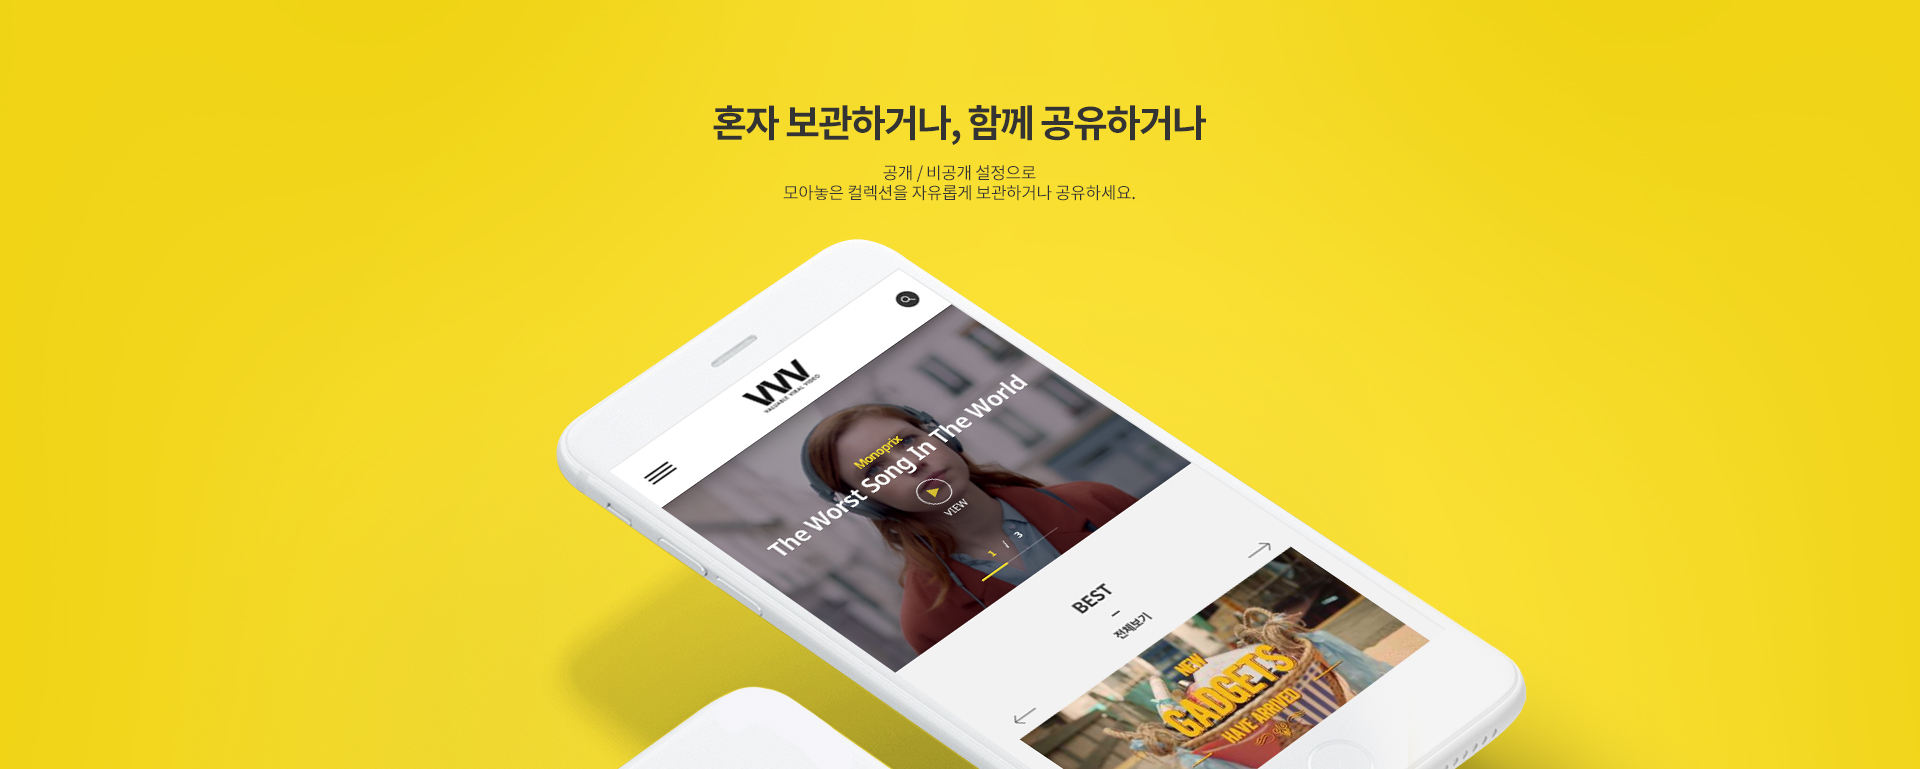 혼자 보관하거나, 함께 공유하거나
공개 / 비공개 설정으로
모아놓은 컬렉션을 자유롭게 보관하거나 공유하세요.
VVV
VALUABLE VIRAL VIDEO
Monoprix
The Worst Song In The World
VIEW
1 / 3
BEST
전체보기
NEW
GADGETS
HAVE ARRIVED